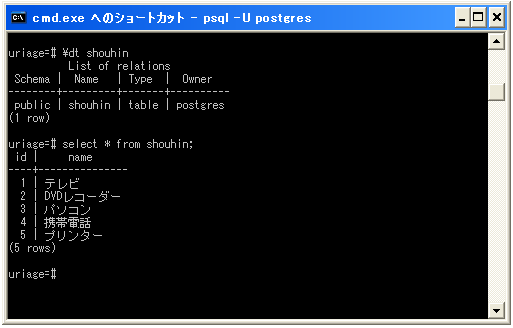 cmd.exe へのショートカット - psql -U postgres
uriage=# ¥dt shouhin
List of relations
Schema | Name | Type | Owner
--------+---------+-------+----------
public | shouhin | table | postgres
(1 row)
uriage=# select * from shouhin;
id | name
----+---------------
1 | テレビ
2 | DVDレコーダー
3 | パソコン
4 | 携帯電話
5 | プリンター
(5 rows)
uriage=#